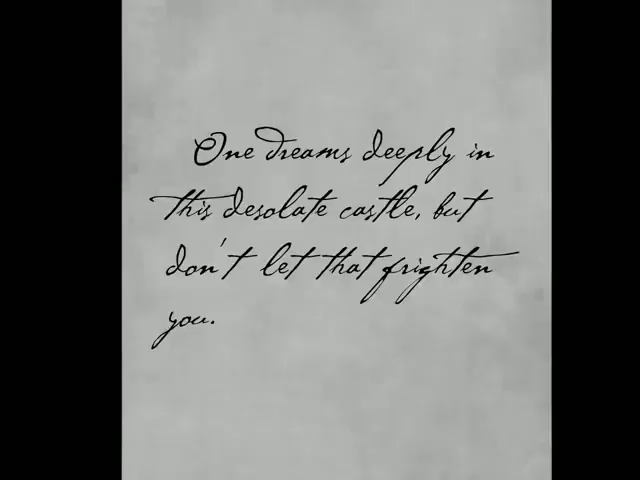 One dreams deeply in
this desolate castle, but
don't let that frighten
you.